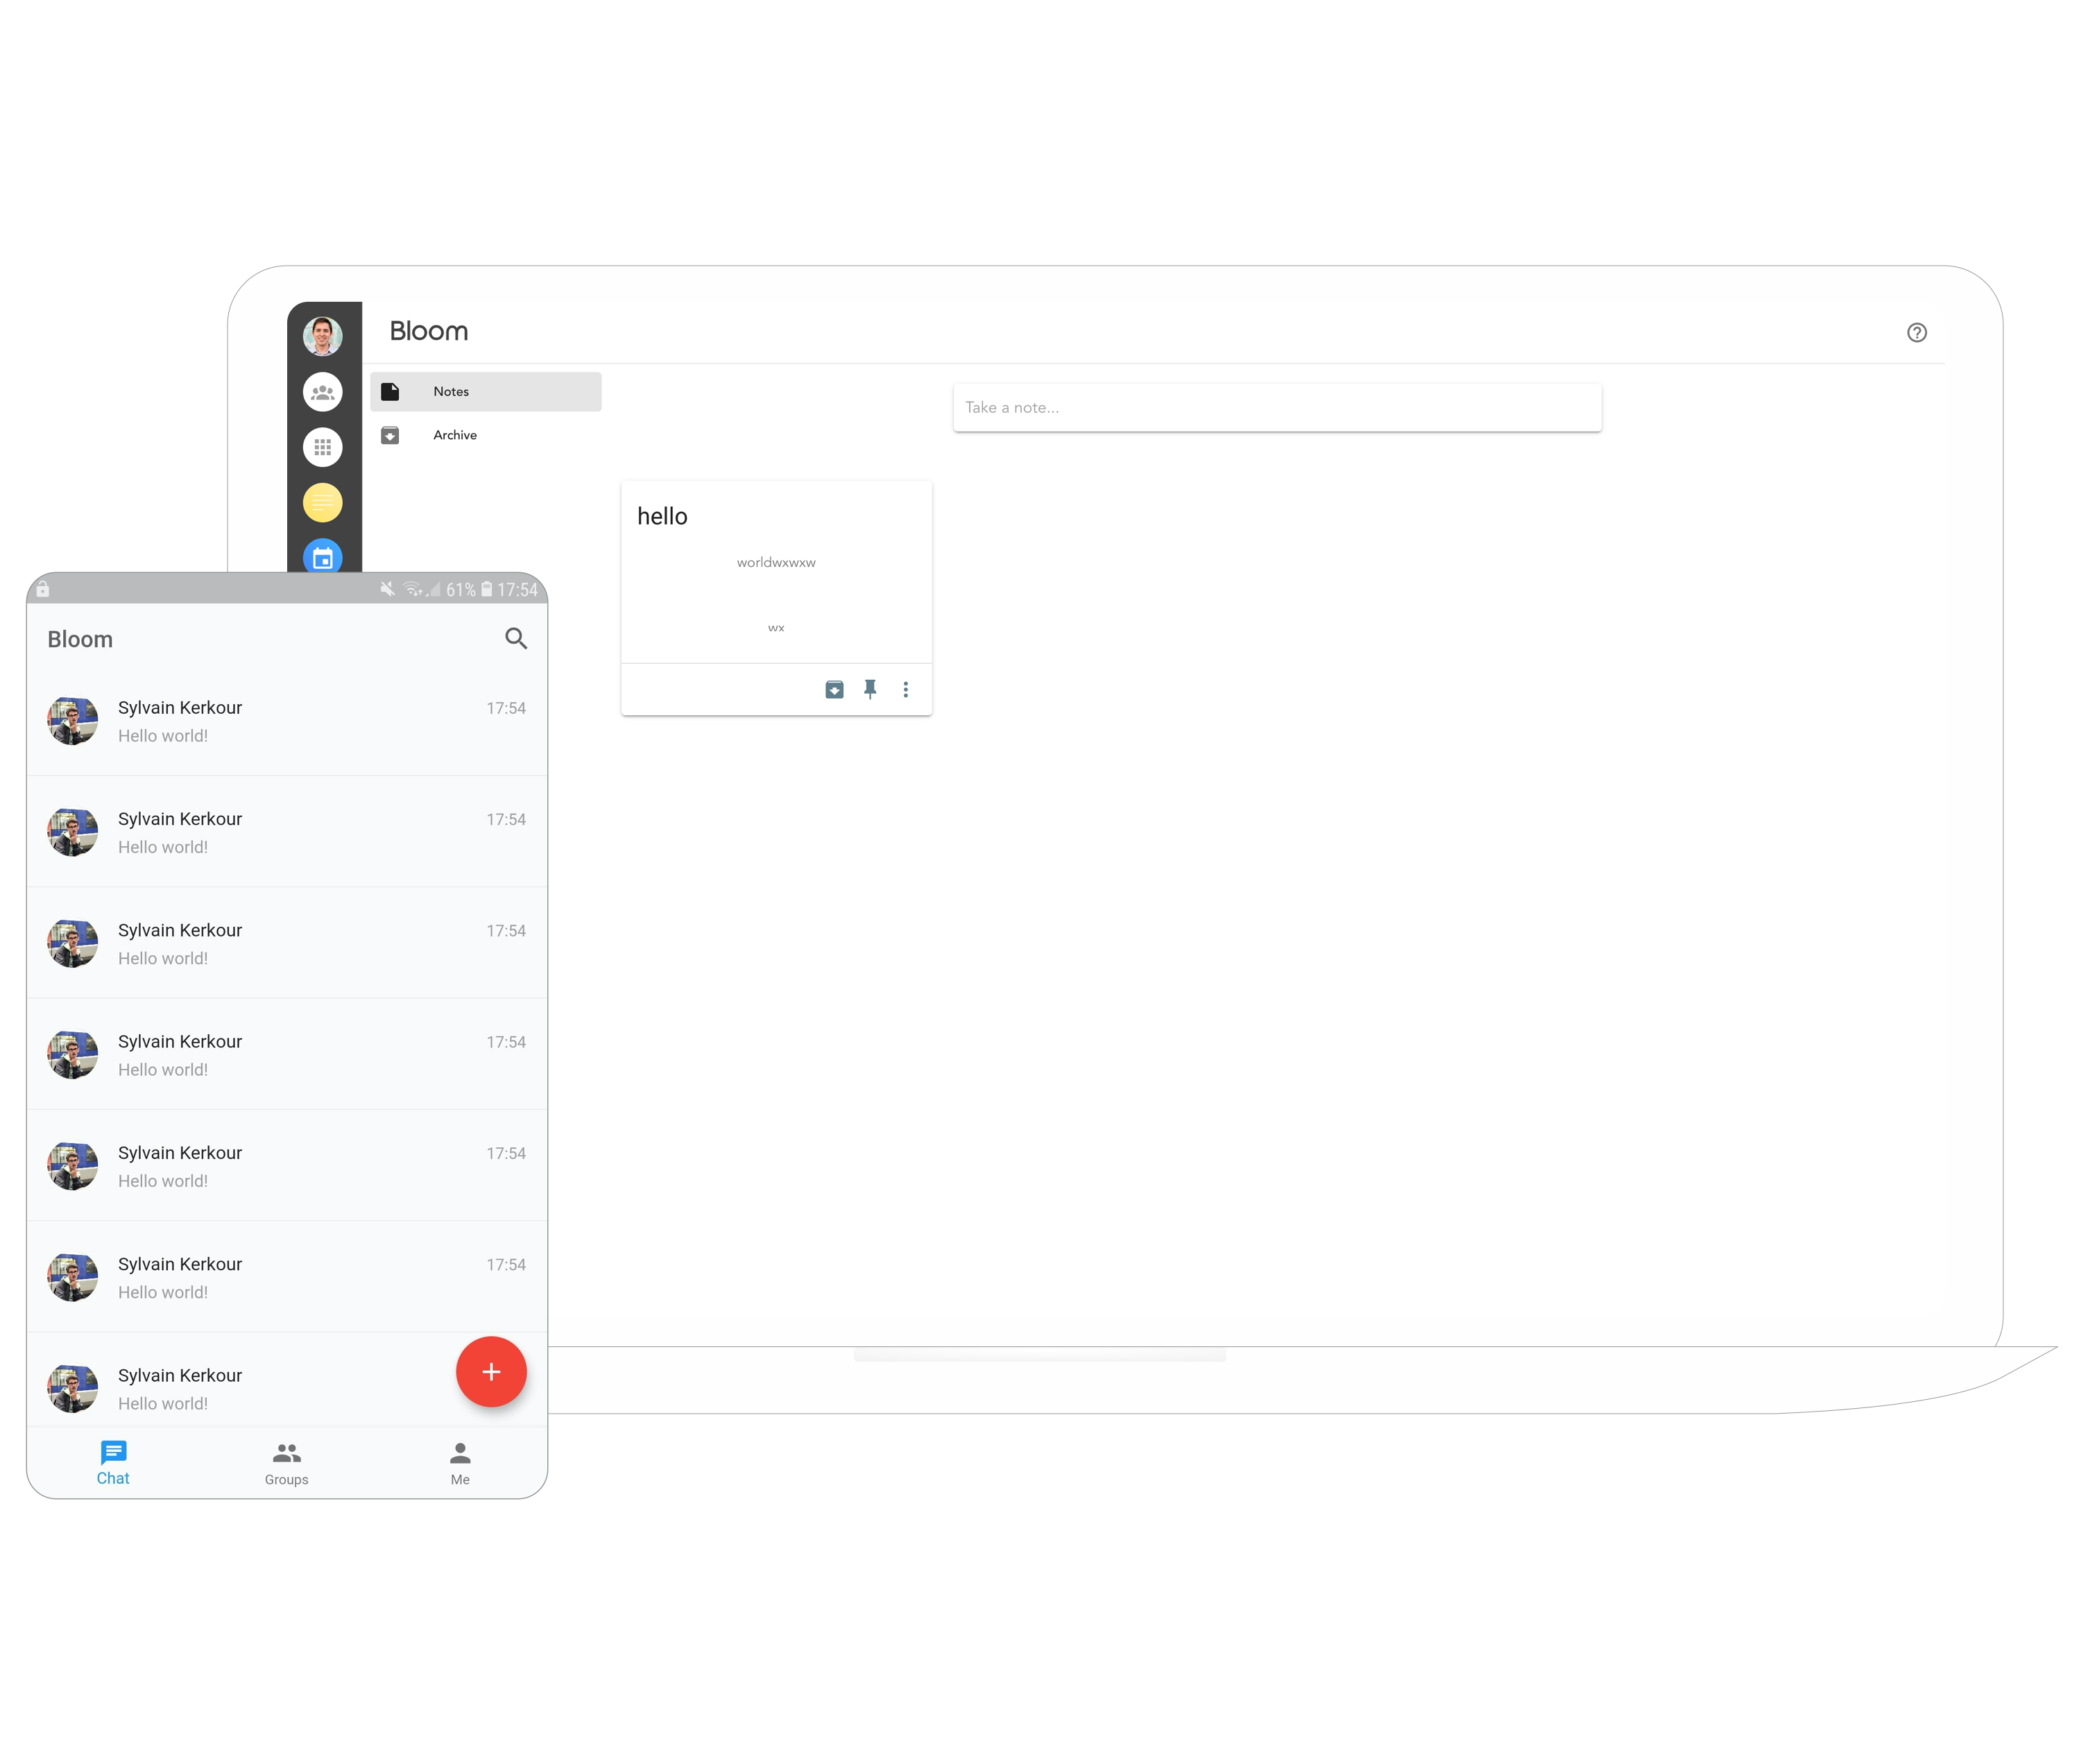 Bloom
Notes
Archive
Take a note...
hello
worldwxwxw
wx
61% 17:54
Bloom
Sylvain Kerkour 17:54
Hello world!
Sylvain Kerkour 17:54
Hello world!
Sylvain Kerkour 17:54
Hello world!
Sylvain Kerkour 17:54
Hello world!
Sylvain Kerkour 17:54
Hello world!
Sylvain Kerkour 17:54
Hello world!
Sylvain Kerkour
Hello world!
Chat Groups Me